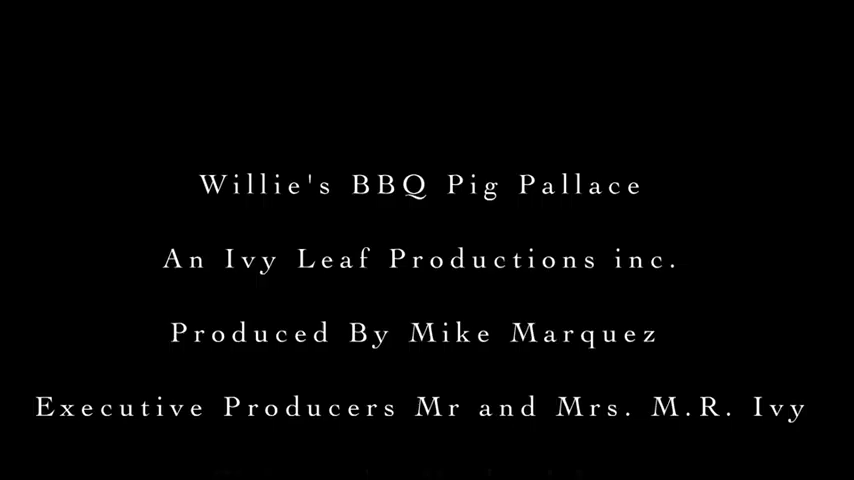 Willie's BBQ Pig Pallace
An Ivy Leaf Productions inc.
Produced By Mike Marquez
Executive Producers Mr and Mrs. M.R. Ivy